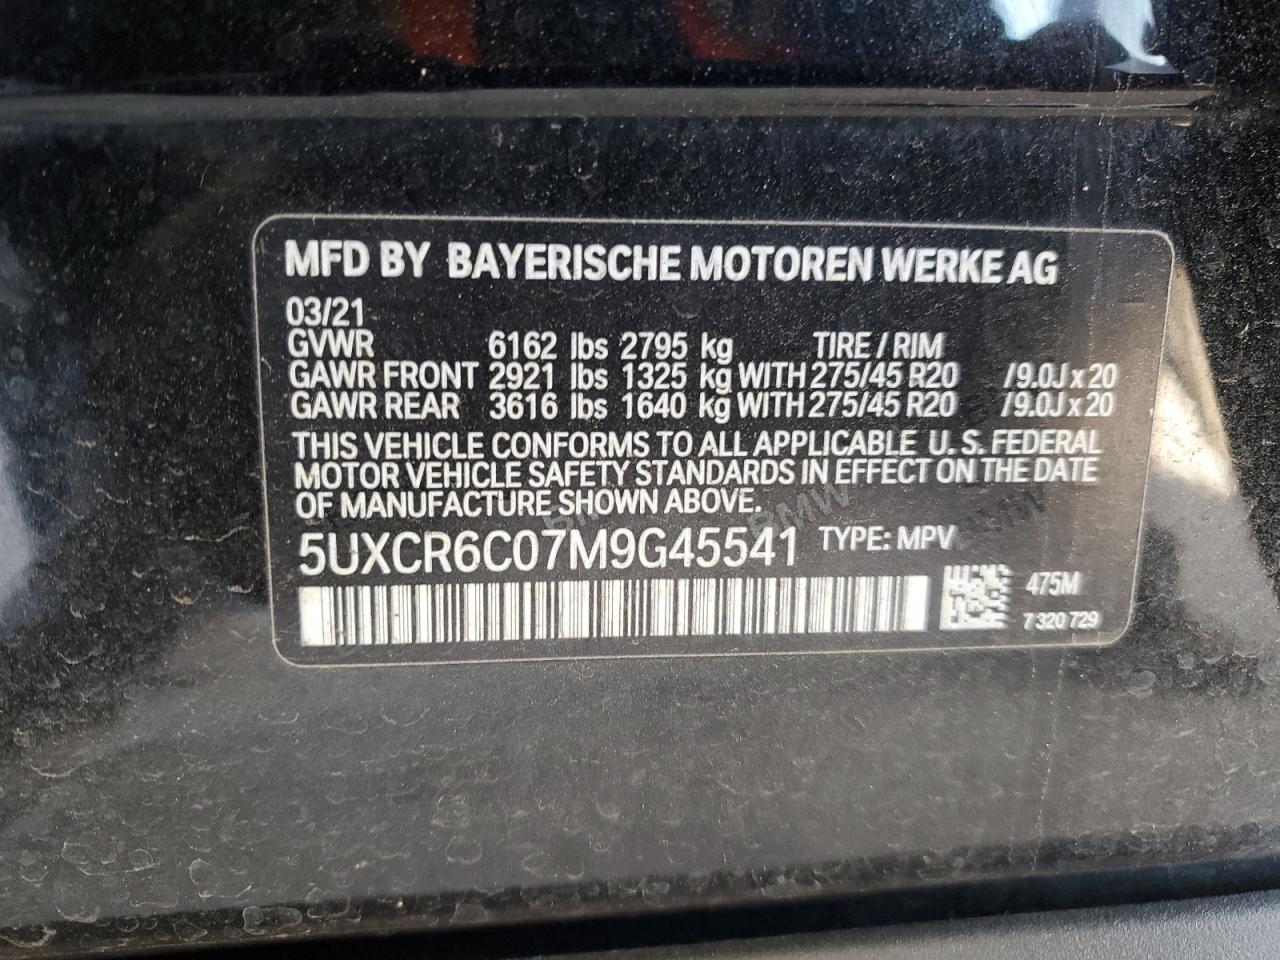 MFD BY BAYERISCHE MOTOREN WERKE AG
03/21
GVWR 6162 lbs 2795 kg TIRE / RIM
GAWR FRONT 2921 lbs 1325 kg WITH 275/45 R20 /9.0J x 20
GAWR REAR 3616 lbs 1640 kg WITH 275/45 R20 /9.0J x 20
THIS VEHICLE CONFORMS TO ALL APPLICABLE U.S. FEDERAL
MOTOR VEHICLE SAFETY STANDARDS IN EFFECT ON THE DATE
OF MANUFACTURE SHOWN ABOVE.
BMW BMW BMW
5UXCR6C07M9G45541 TYPE: MPV
475M
7 320 729